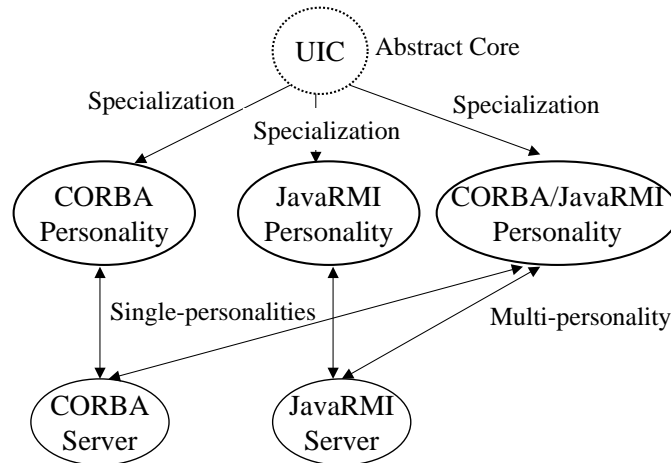 UIC
Abstract Core
Specialization
Specialization
Specialization
CORBA
Personality
JavaRMI
Personality
CORBA/JavaRMI
Personality
Single-personalities
Multi-personality
CORBA
Server
JavaRMI
Server